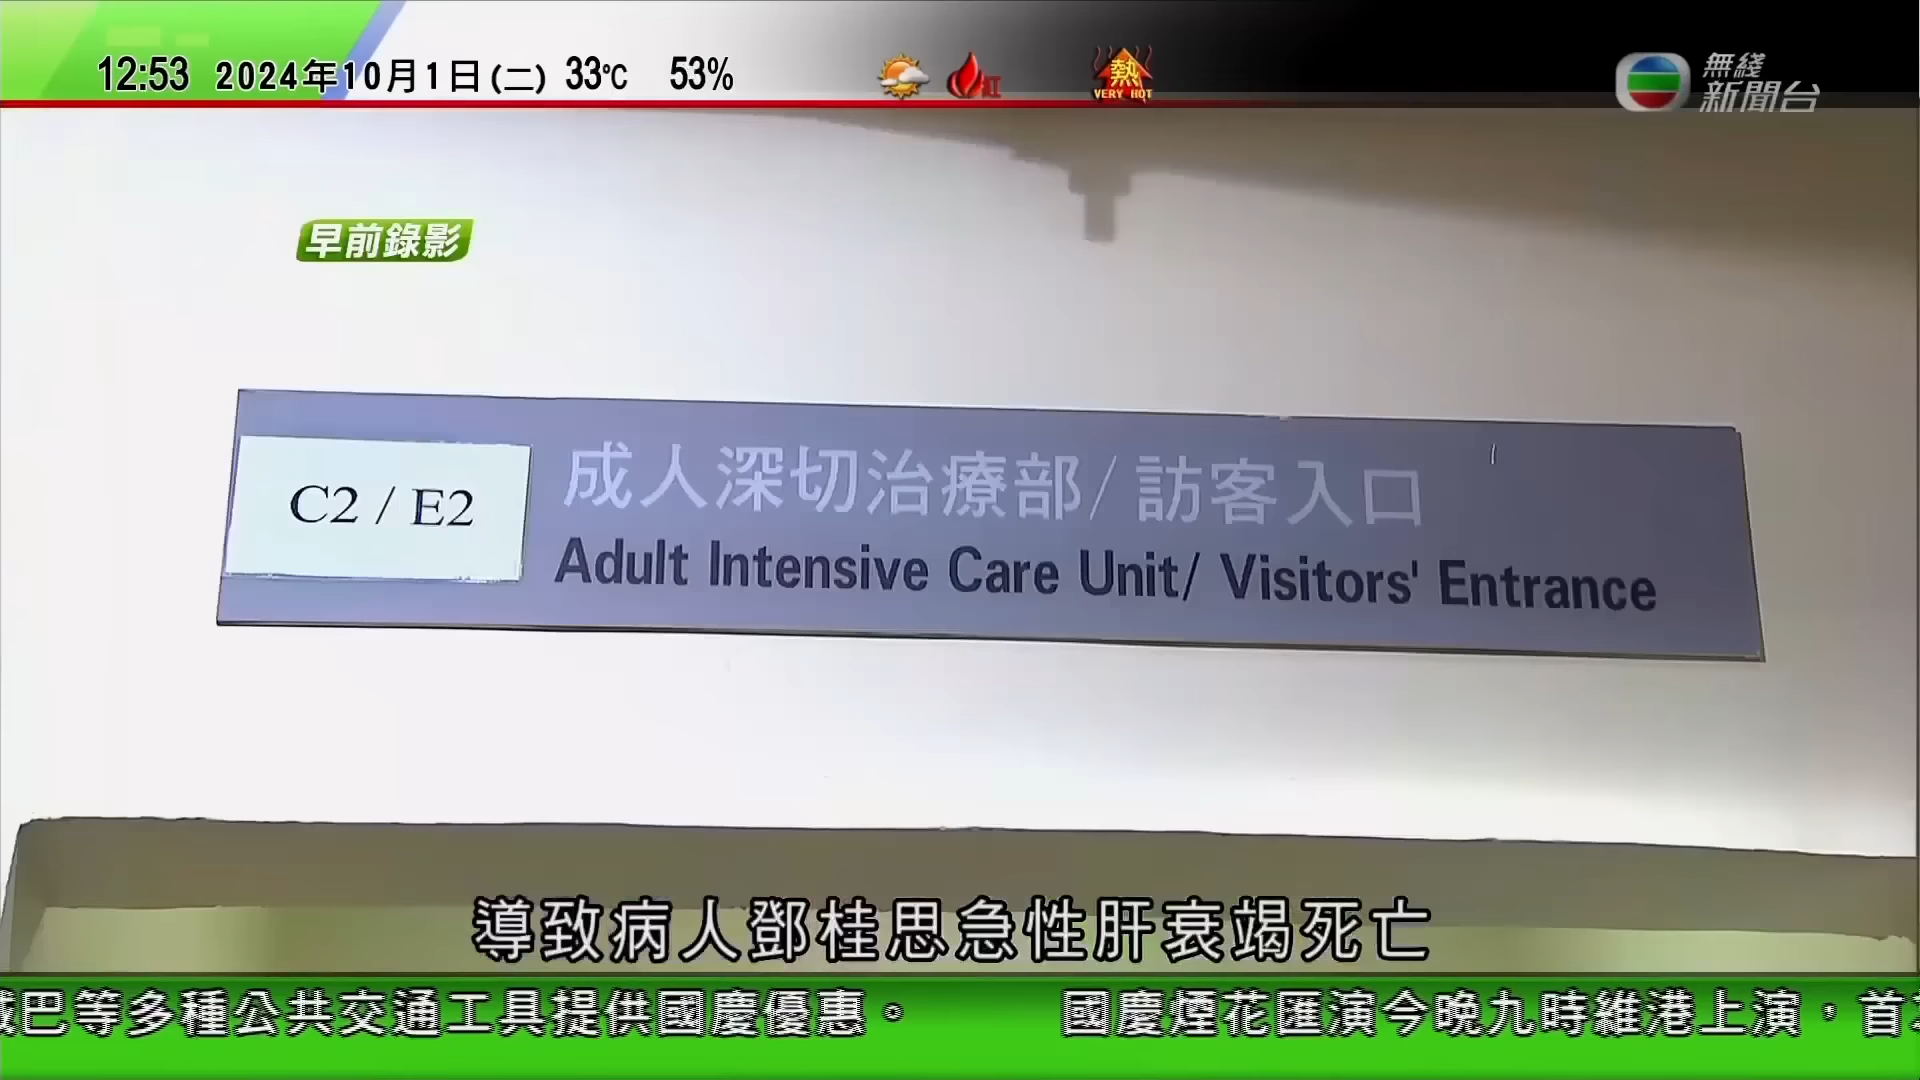 12:53 2024年10月1日(二) 33℃ 53%
II
熱
VERY HOT
無綫
新聞台
早前錄影
C2 / E2
成人深切治療部/訪客入口
Adult Intensive Care Unit/ Visitors' Entrance
導致病人鄧桂思急性肝衰竭死亡
巴等多種公共交通工具提供國慶優惠。 國慶煙花匯演今晚九時維港上演，首